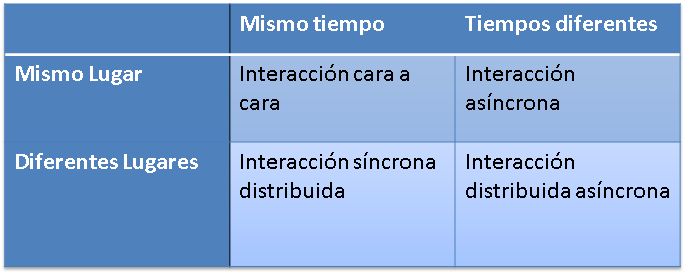 Mismo tiempo
Tiempos diferentes
Mismo Lugar
Interacción cara a
cara
Interacción
asíncrona
Diferentes Lugares
Interacción síncrona
distribuida
Interacción
distribuida asíncrona